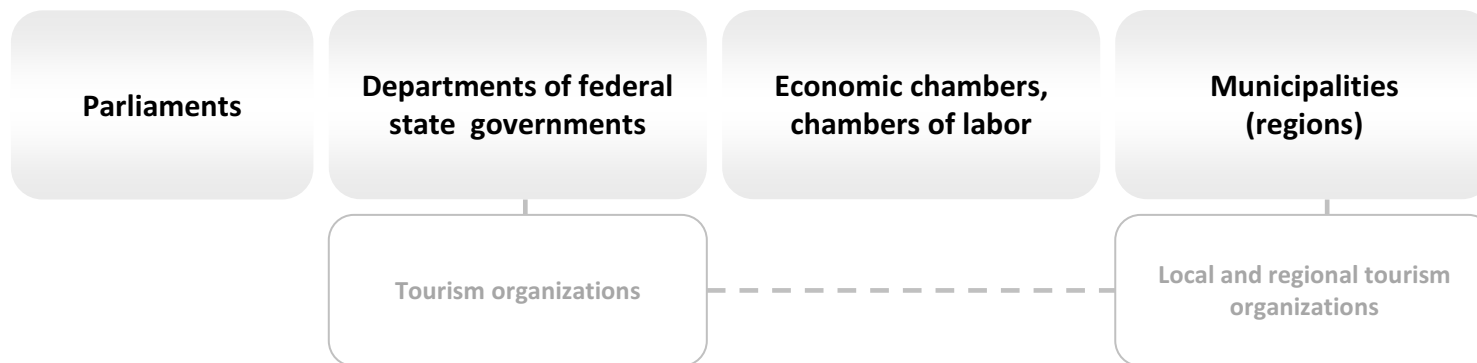 Parliaments
Departments of federal
state governments
Economic chambers,
chambers of labor
Municipalities
(regions)
Tourism organizations
Local and regional tourism
organizations